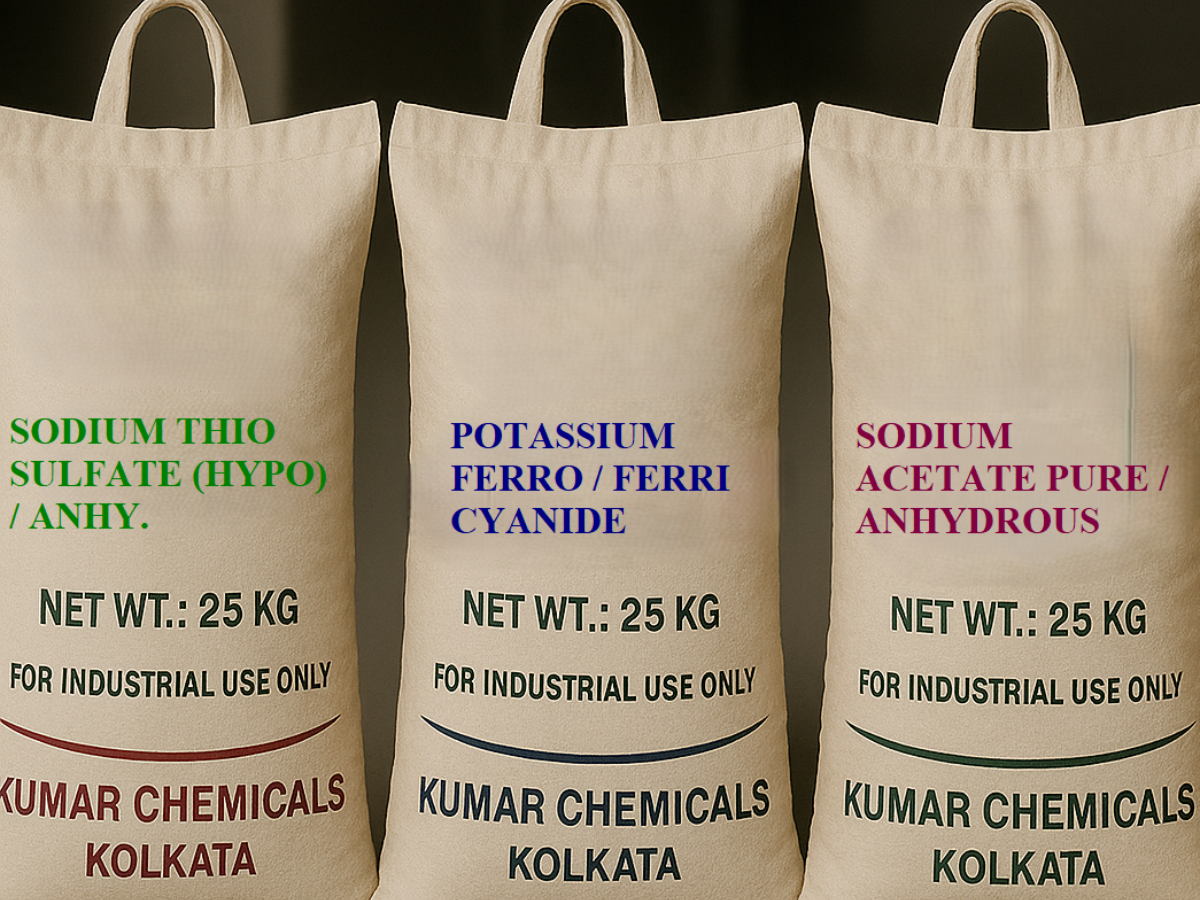 SODIUM THIO
SULFATE (HYPO)
/ ANHY.
NET WT.: 25 KG
FOR INDUSTRIAL USE ONLY
KUMAR CHEMICALS
KOLKATA
POTASSIUM
FERRO / FERRI
CYANIDE
NET WT.: 25 KG
FOR INDUSTRIAL USE ONLY
KUMAR CHEMICALS
KOLKATA
SODIUM
ACETATE PURE /
ANHYDROUS
NET WT.: 25 KG
FOR INDUSTRIAL USE ONLY
KUMAR CHEMICALS
KOLKATA